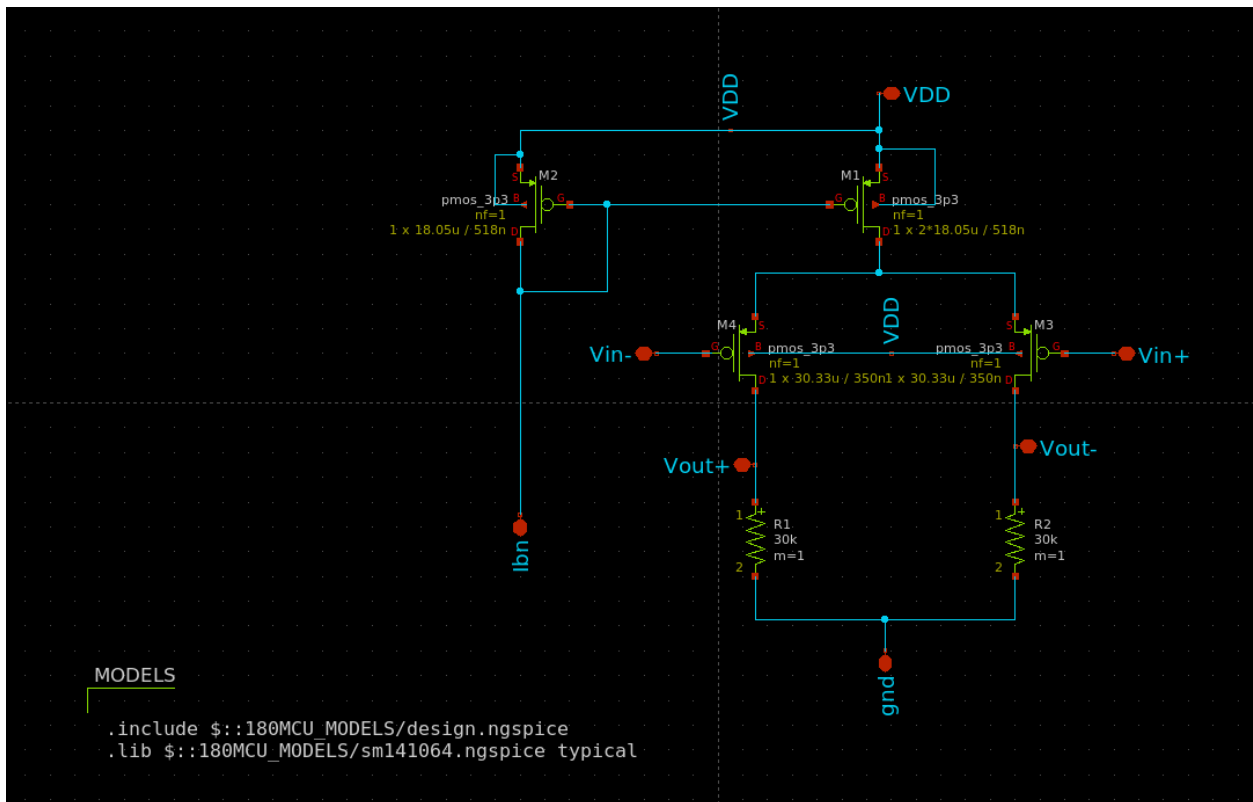 VDD
VDD
S
M2
B
G
pmos_3p3
nf=1
1 x 18.05u / 518n
D
M1
S
G
B
pmos_3p3
nf=1
D
1 x 2*18.05u / 518n
VDD
M4
S
Vin-
G
B
pmos_3p3
nf=1
1 x 30.33u / 350n
D
M3
S
pmos_3p3
B
G
Vin+
nf=1
1 x 30.33u / 350n
D
Vout+
Vout-
1
+
R1
30k
m=1
2
1
+
R2
30k
m=1
2
Ibn
gnd
MODELS
.include $::180MCU_MODELS/design.ngspice
.lib $::180MCU_MODELS/sm141064.ngspice typical